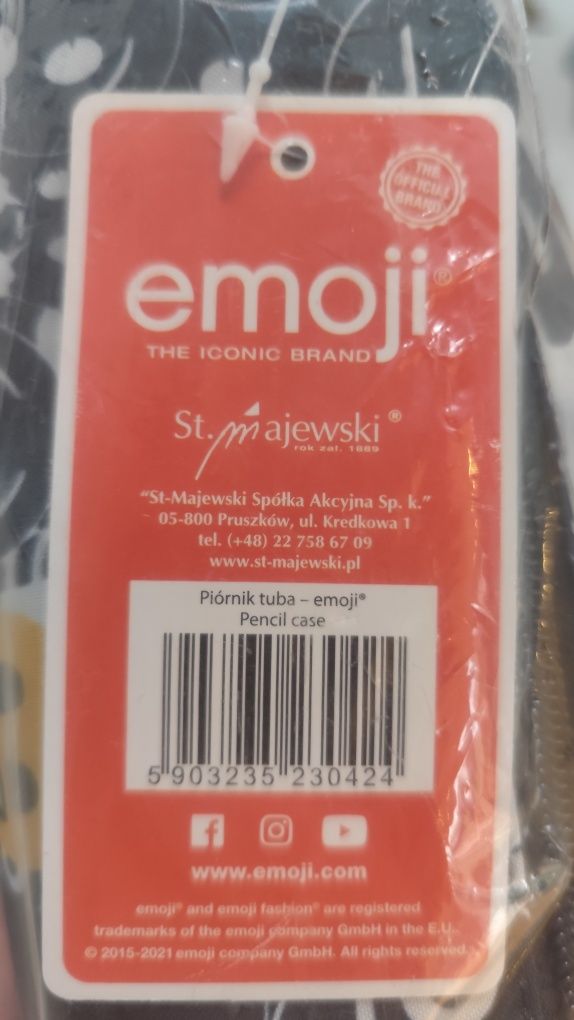 THE
OFFICIAL
BRAND
emoji®
THE ICONIC BRAND
St. Majewski®
rok zał. 1889
"St-Majewski Spółka Akcyjna Sp. k."
05-800 Pruszków, ul. Kredkowa 1
tel. (+48) 22 758 67 09
www.st-majewski.pl
Piórnik tuba – emoji®
Pencil case
5 903235 230424
www.emoji.com
emoji® and emoji fashion® are registered
trademarks of the emoji company GmbH in the E.U..
© 2015-2021 emoji company GmbH. All rights reserved.